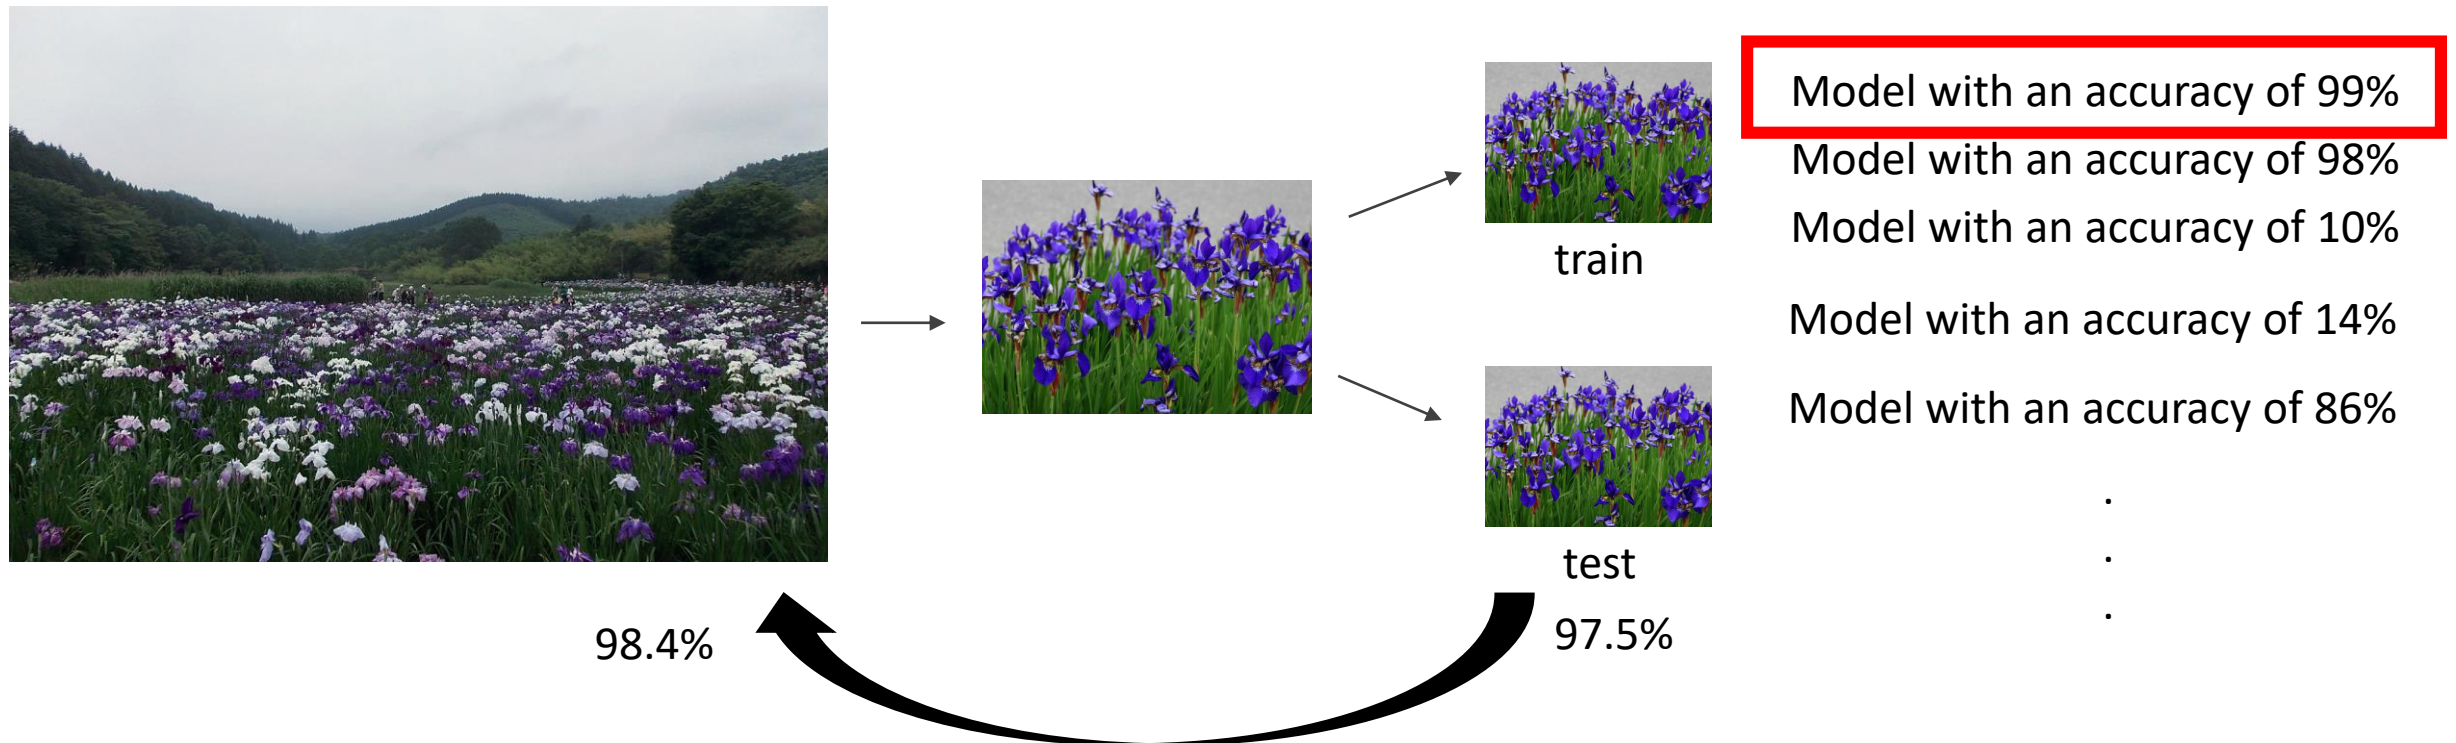 Model with an accuracy of 99%
Model with an accuracy of 98%
Model with an accuracy of 10%
Model with an accuracy of 14%
Model with an accuracy of 86%
.
.
.
train
test
97.5%
98.4%